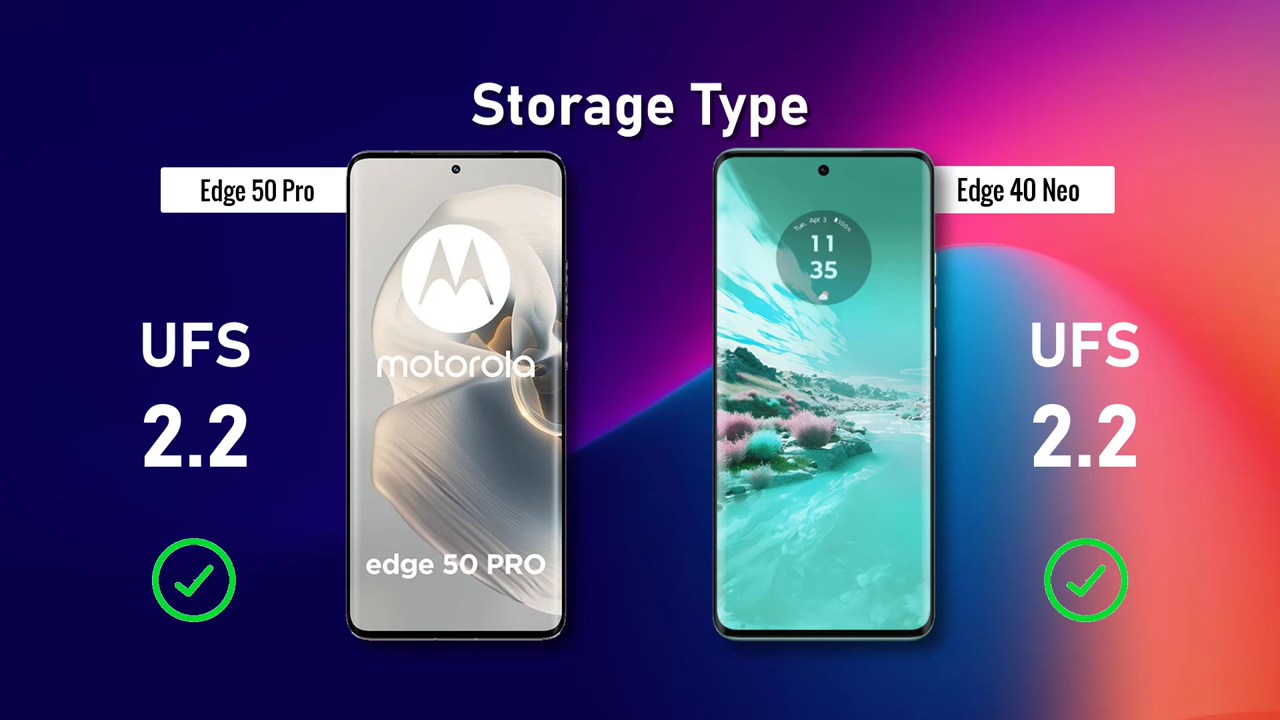 Storage Type
Edge 50 Pro
Edge 40 Neo
Tue, Apr 3 100%
11
35
motorola
edge 50 PRO
UFS
2.2
UFS
2.2